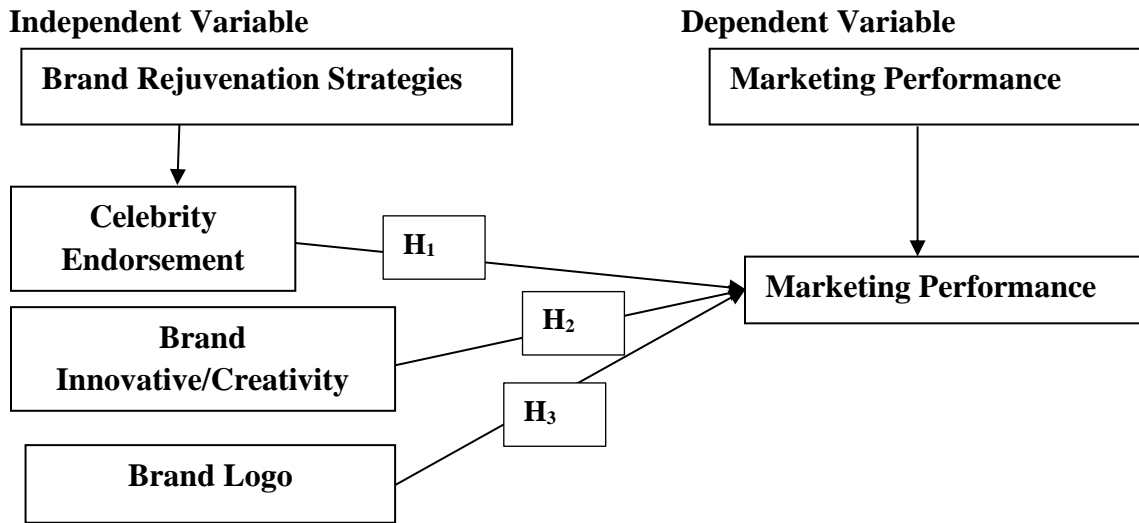 Independent Variable
Dependent Variable
Brand Rejuvenation Strategies
Marketing Performance
Celebrity
Endorsement
H₁
Marketing Performance
H₂
Brand
Innovative/Creativity
H₃
Brand Logo